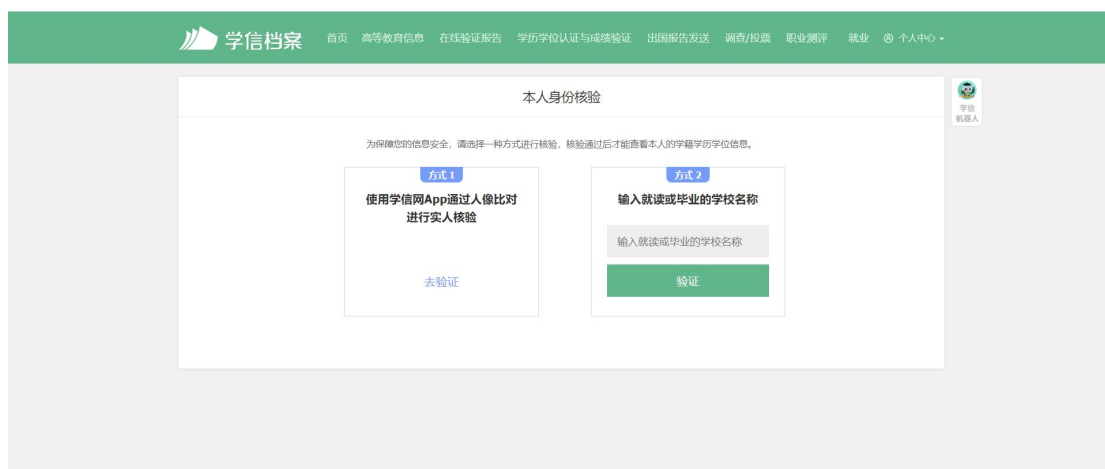 学信档案 首页 高等教育信息 在线验证报告 学历学位认证与成绩验证 出国报告发送 调查/投票 职业测评 就业 个人中心
本人身份核验
学信
机器人
为保障您的信息安全，请选择一种方式进行核验，核验通过后才能查看本人的学籍学历学位信息。
方式 1
使用学信网App通过人像比对
进行实人核验
去验证
方式 2
输入就读或毕业的学校名称
输入就读或毕业的学校名称
验证